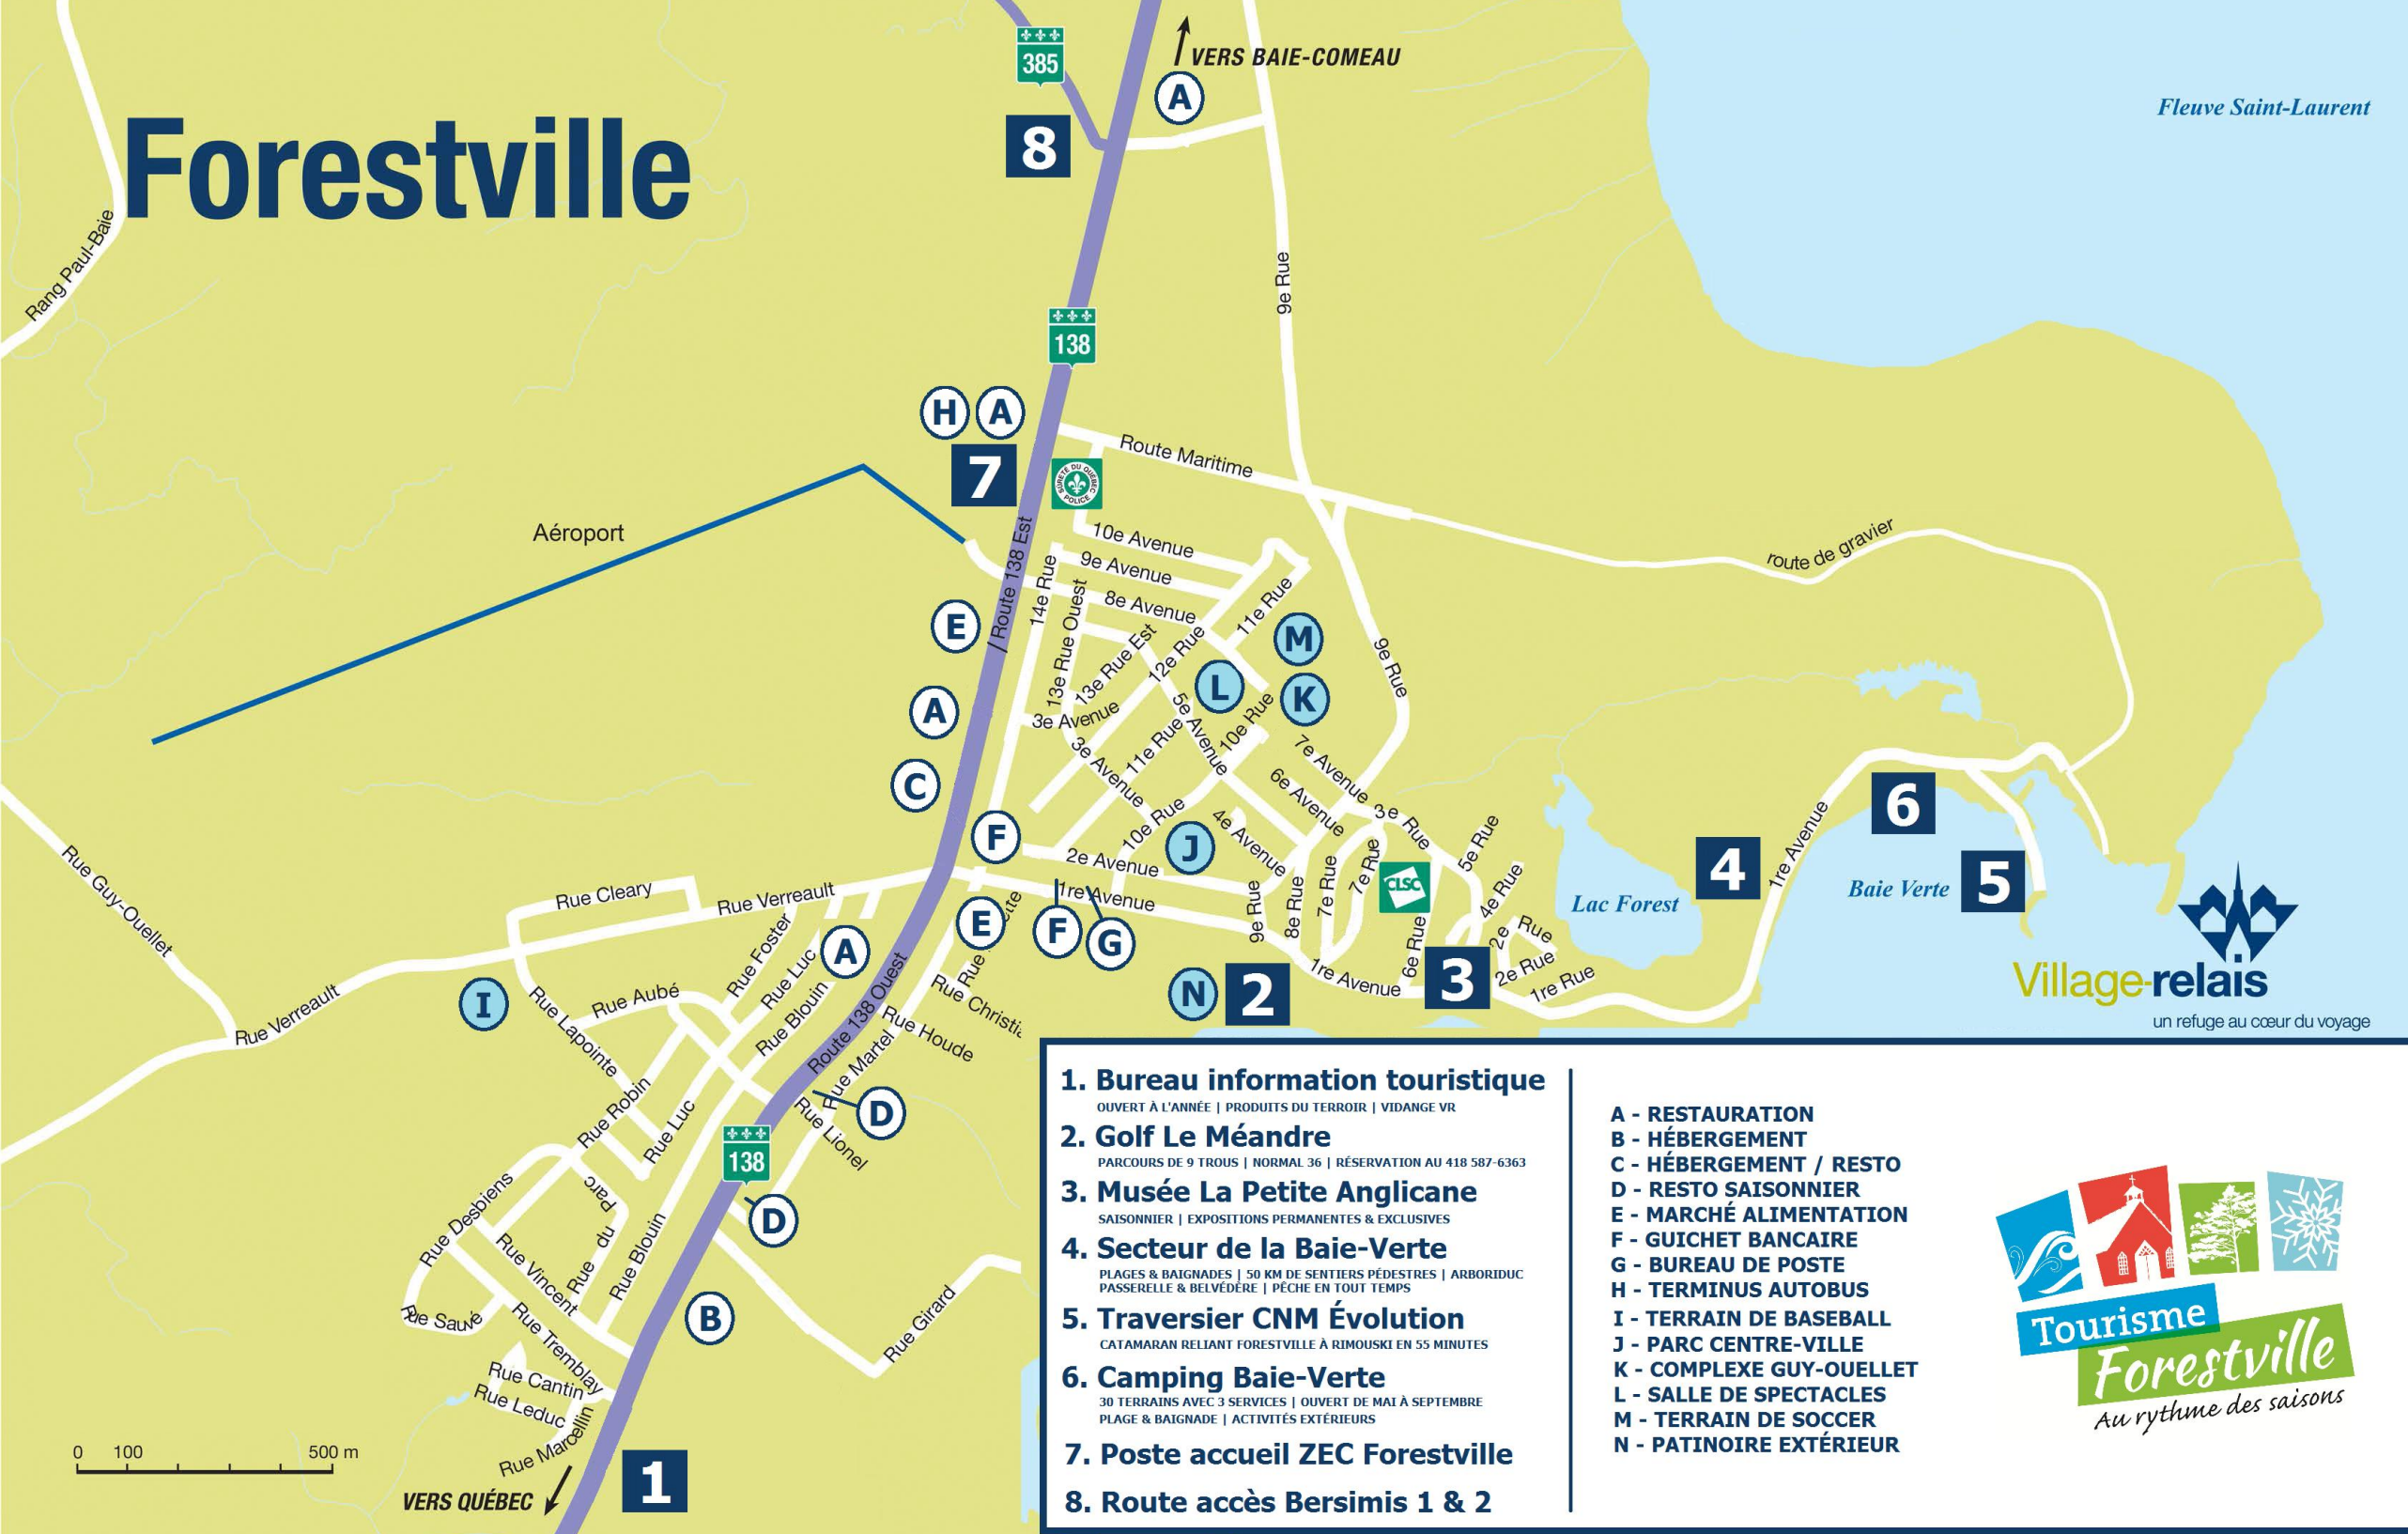 385
VERS BAIE-COMEAU
A
Fleuve Saint-Laurent
8
Forestville
Rang Paul-Baie
9e Rue
138
H A
7
SÛRETÉ DU QUÉBEC
POLICE
Route Maritime
Aéroport
/ Route 138 Est
10e Avenue
9e Avenue
8e Avenue
14e Rue
13e Rue Ouest
13e Rue Est
12e Rue
11e Rue
route de gravier
E
M
L
K
9e Rue
A
3e Avenue
5e Avenue
10e Rue
11e Rue
3e Avenue
7e Avenue
6e Avenue
C
F
10e Rue
J
4e Avenue
3e Rue
5e Rue
6
1re Avenue
Rue Guy-Ouellet
2e Avenue
7e Rue
7e Rue
CLSC
4e Rue
4
Baie Verte
5
Lac Forest
Rue Cleary
Rue Verreault
1re Avenue
9e Rue
8e Rue
6e Rue
2e Rue
2e Rue
1re Rue
E
F
G
A
Rue Foster
Rue Luc
Rue Blouin
Route 138 Ouest
Rue
Rue Christi
N
2
1re Avenue
3
Village-relais
un refuge au cœur du voyage
I
Rue Verreault
Rue Lapointe
Rue Aubé
Rue Houde
Rue Martel
D
Rue Robin
Rue Luc
Rue Lionel
138
D
Rue Desbiens
Rue du Parc
Rue Blouin
Rue Vincent
B
Rue Girard
Rue Sauvé
Rue Tremblay
Rue Cantin
Rue Leduc
Rue Marcellin
0 100 500 m
VERS QUÉBEC
1
1. Bureau information touristique
OUVERT À L'ANNÉE | PRODUITS DU TERROIR | VIDANGE VR
2. Golf Le Méandre
PARCOURS DE 9 TROUS | NORMAL 36 | RÉSERVATION AU 418 587-6363
3. Musée La Petite Anglicane
SAISONNIER | EXPOSITIONS PERMANENTES & EXCLUSIVES
4. Secteur de la Baie-Verte
PLAGES & BAIGNADES | 50 KM DE SENTIERS PÉDESTRES | ARBORIDUC
PASSERELLE & BELVÉDÈRE | PÊCHE EN TOUT TEMPS
5. Traversier CNM Évolution
CATAMARAN RELIANT FORESTVILLE À RIMOUSKI EN 55 MINUTES
6. Camping Baie-Verte
30 TERRAINS AVEC 3 SERVICES | OUVERT DE MAI À SEPTEMBRE
PLAGE & BAIGNADE | ACTIVITÉS EXTÉRIEURS
7. Poste accueil ZEC Forestville
8. Route accès Bersimis 1 & 2
A - RESTAURATION
B - HÉBERGEMENT
C - HÉBERGEMENT / RESTO
D - RESTO SAISONNIER
E - MARCHÉ ALIMENTATION
F - GUICHET BANCAIRE
G - BUREAU DE POSTE
H - TERMINUS AUTOBUS
I - TERRAIN DE BASEBALL
J - PARC CENTRE-VILLE
K - COMPLEXE GUY-OUELLET
L - SALLE DE SPECTACLES
M - TERRAIN DE SOCCER
N - PATINOIRE EXTÉRIEUR
Tourisme
Forestville
Au rythme des saisons